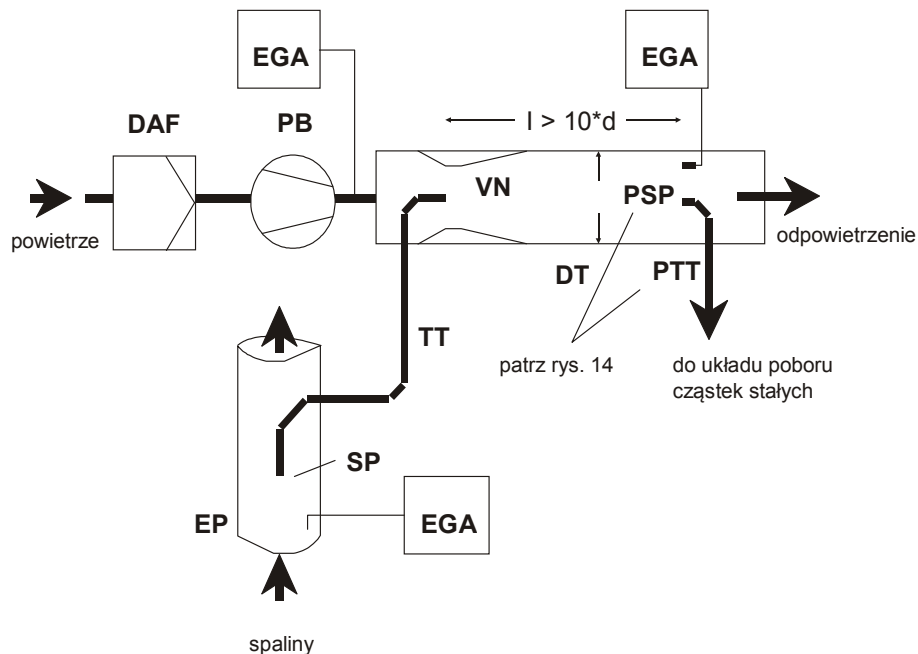 EGA
EGA
DAF
PB
l > 10*d
VN
PSP
powietrze
odpowietrzenie
DT
PTT
TT
patrz rys. 14
do układu poboru
cząstek stałych
SP
EP
EGA
spaliny